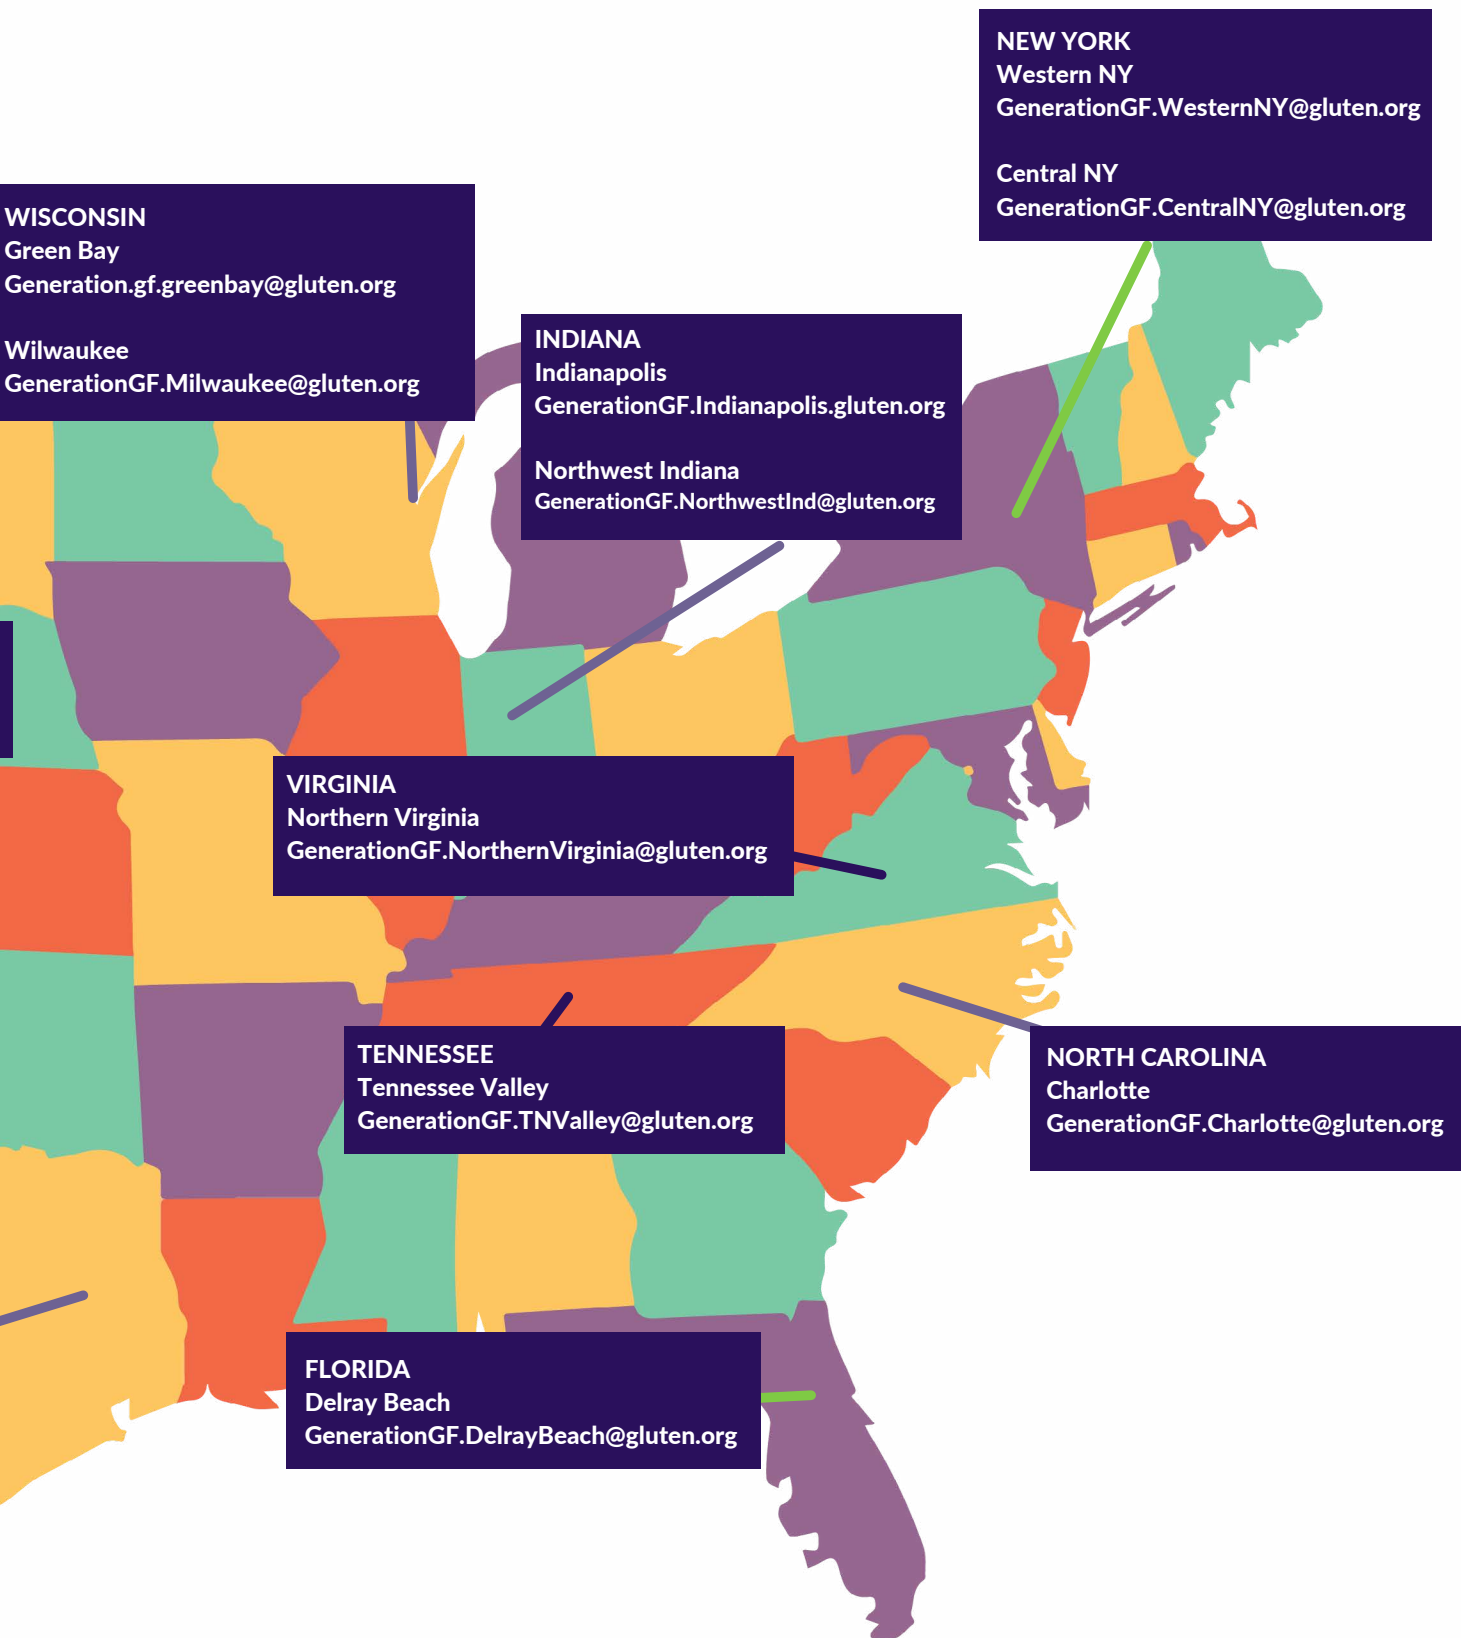 NEW YORK
Western NY
GenerationGF.WesternNY@gluten.org
Central NY
GenerationGF.CentralNY@gluten.org
WISCONSIN
Green Bay
Generation.gf.greenbay@gluten.org
Wilwaukee
GenerationGF.Milwaukee@gluten.org
INDIANA
Indianapolis
GenerationGF.Indianapolis.gluten.org
Northwest Indiana
GenerationGF.NorthwestInd@gluten.org
VIRGINIA
Northern Virginia
GenerationGF.NorthernVirginia@gluten.org
TENNESSEE
Tennessee Valley
GenerationGF.TNValley@gluten.org
NORTH CAROLINA
Charlotte
GenerationGF.Charlotte@gluten.org
FLORIDA
Delray Beach
GenerationGF.DelrayBeach@gluten.org